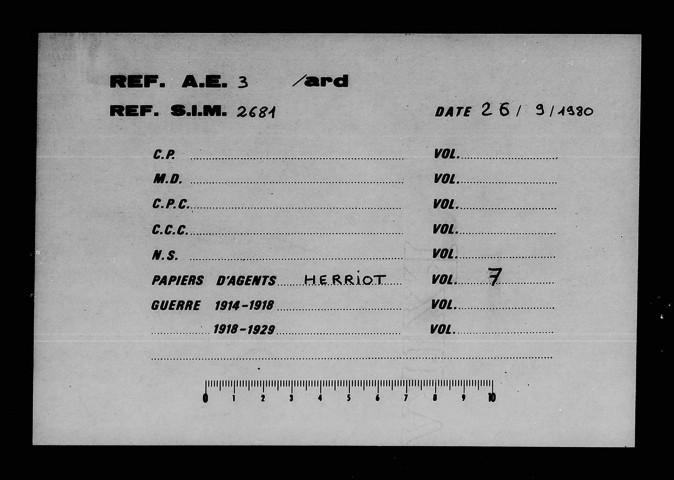 REF. A.E. 3 /ard
REF. S.I.M. 2681 DATE 26/9/1980
C.P. VOL.
M.D. VOL.
C.P.C. VOL.
C.C.C. VOL.
N.S. VOL.
PAPIERS D'AGENTS HERRIOT VOL. 7
GUERRE 1914-1918 VOL.
1918-1929 VOL.
0 1 2 3 4 5 6 7 8 9 10